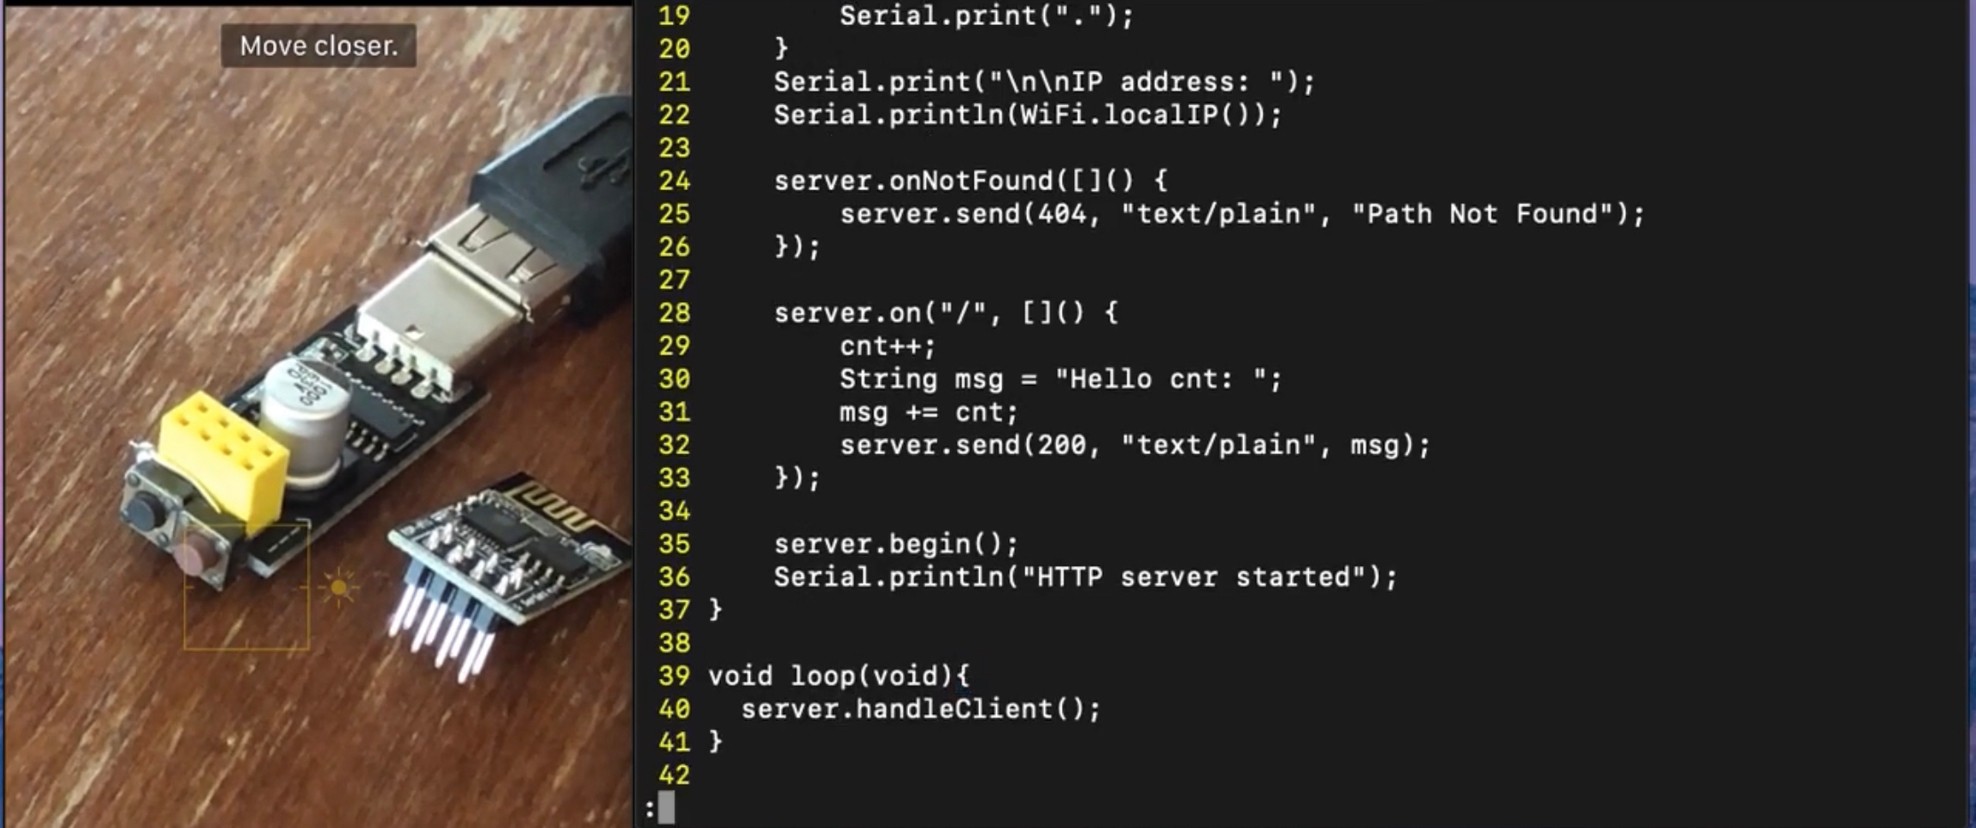 Move closer.
19 Serial.print(".");
20 }
21 Serial.print("\n\nIP address: ");
22 Serial.println(WiFi.localIP());
23
24 server.onNotFound([]() {
25 server.send(404, "text/plain", "Path Not Found");
26 });
27
28 server.on("/", []() {
29 cnt++;
30 String msg = "Hello cnt: ";
31 msg += cnt;
32 server.send(200, "text/plain", msg);
33 });
34
35 server.begin();
36 Serial.println("HTTP server started");
37 }
38
39 void loop(void){
40 server.handleClient();
41 }
42
: